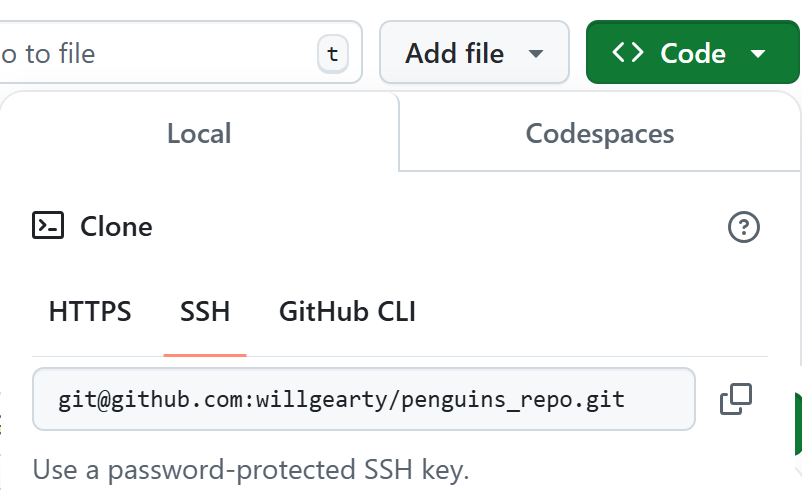 o to file t Add file Code
Local Codespaces
Clone
HTTPS SSH GitHub CLI
git@github.com:willgearty/penguins_repo.git
Use a password-protected SSH key.